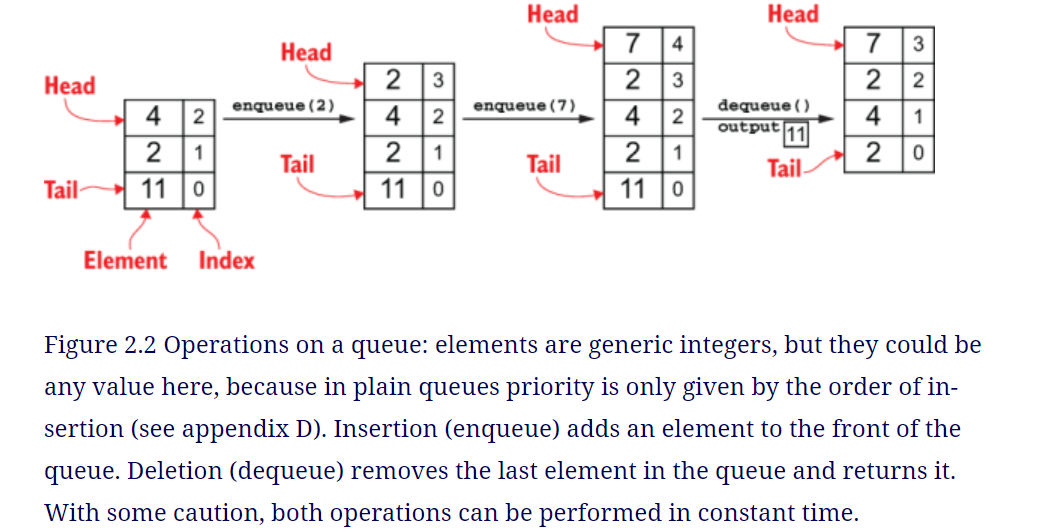 Head
4 2
2 1
Tail 11 0
Element Index
enqueue(2)
Head
2 3
4 2
2 1
11 0
Tail
enqueue(7)
Head
7 4
2 3
4 2
2 1
11 0
Tail
dequeue()
output 11
Head
7 3
2 2
4 1
2 0
Tail
Figure 2.2 Operations on a queue: elements are generic integers, but they could be
any value here, because in plain queues priority is only given by the order of in-
sertion (see appendix D). Insertion (enqueue) adds an element to the front of the
queue. Deletion (dequeue) removes the last element in the queue and returns it.
With some caution, both operations can be performed in constant time.